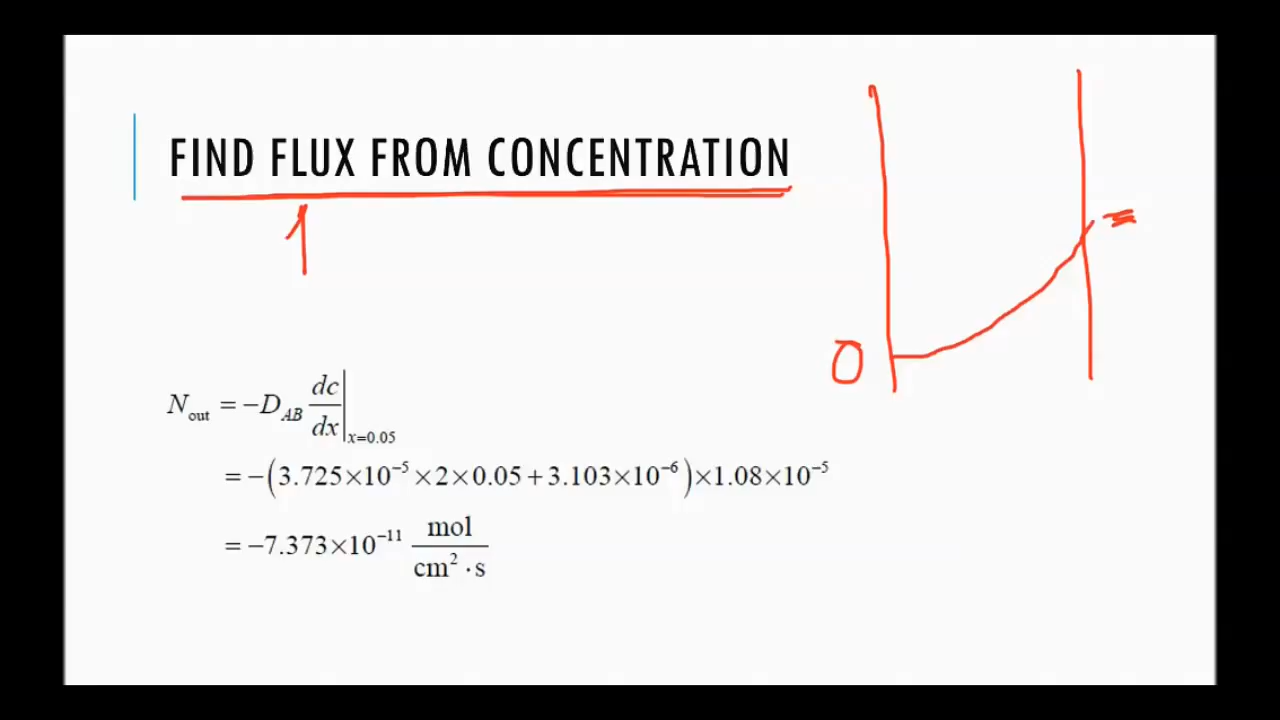 FIND FLUX FROM CONCENTRATION
1
0
=
N_out = −D_AB dc/dx|_x=0.05
= −(3.725×10⁻⁵ ×2×0.05+3.103×10⁻⁶)×1.08×10⁻⁵
= −7.373×10⁻¹¹ mol/cm²·s